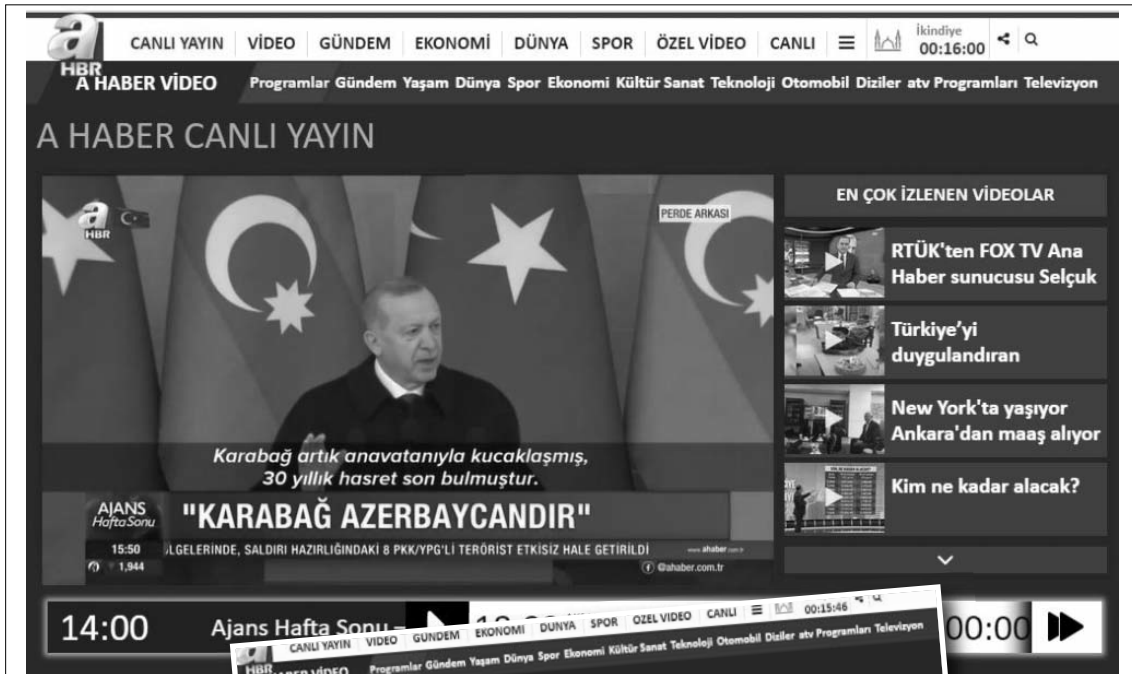 a
HBR
CANLI YAYIN VİDEO GÜNDEM EKONOMİ DÜNYA SPOR ÖZEL VİDEO CANLI
İkindiye
00:16:00
A HABER VİDEO
Programlar Gündem Yaşam Dünya Spor Ekonomi Kültür Sanat Teknoloji Otomobil Diziler atv Programları Televizyon
A HABER CANLI YAYIN
a
HBR
PERDE ARKASI
Karabağ artık anavatanıyla kucaklaşmış,
30 yıllık hasret son bulmuştur.
AJANS
Hafta Sonu
"KARABAĞ AZERBAYCANDIR"
15:50
LGELERİNDE, SALDIRI HAZIRLIĞINDAKİ 8 PKK/YPG'Lİ TERÖRİST ETKİSİZ HALE GETİRİLDİ
1,944
@ahaber.com.tr
EN ÇOK İZLENEN VİDEOLAR
RTÜK'ten FOX TV Ana
Haber sunucusu Selçuk
Türkiye'yi
duygulandıran
New York'ta yaşıyor
Ankara'dan maaş alıyor
Kim ne kadar alacak?
14:00
Ajans Hafta Sonu –
00:00
CANLI YAYIN VİDEO GÜNDEM EKONOMİ DÜNYA SPOR ÖZEL VİDEO CANLI
00:15:46
HBR
Programlar Gündem Yaşam Dünya Spor Ekonomi Kültür Sanat Teknoloji Otomobil Diziler atv Programları Televizyon